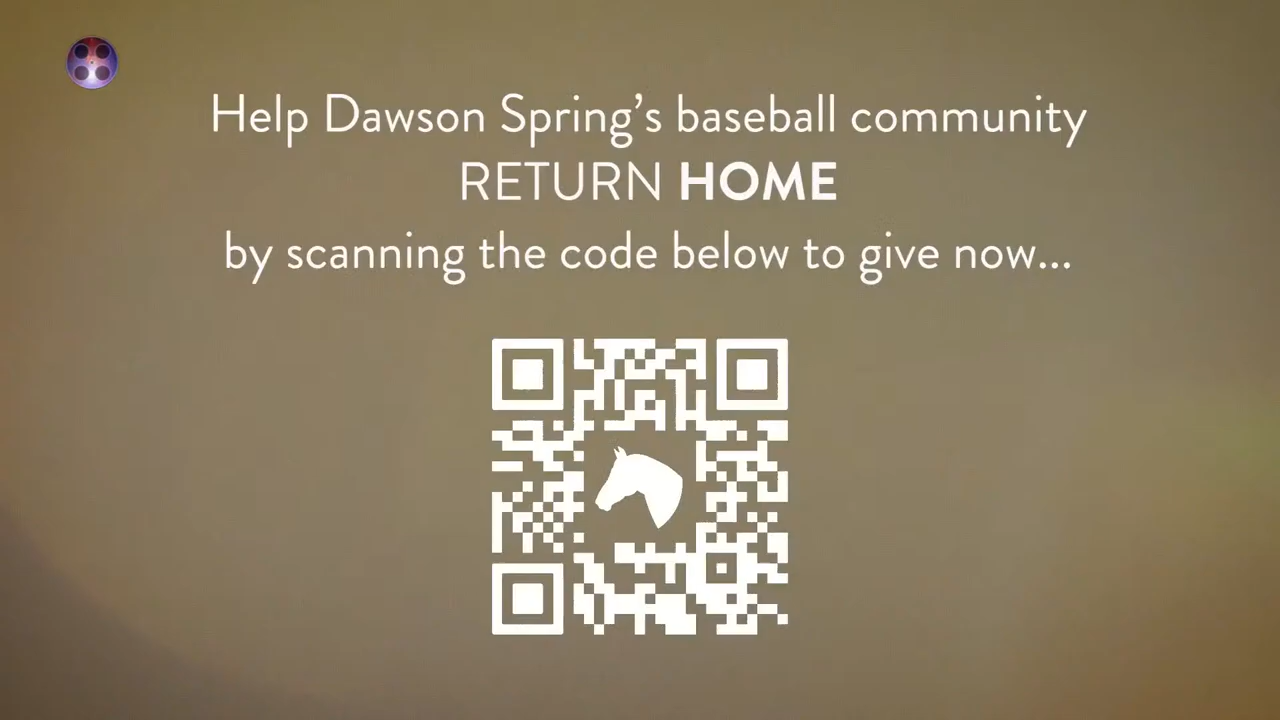 Help Dawson Spring’s baseball community
RETURN HOME
by scanning the code below to give now...